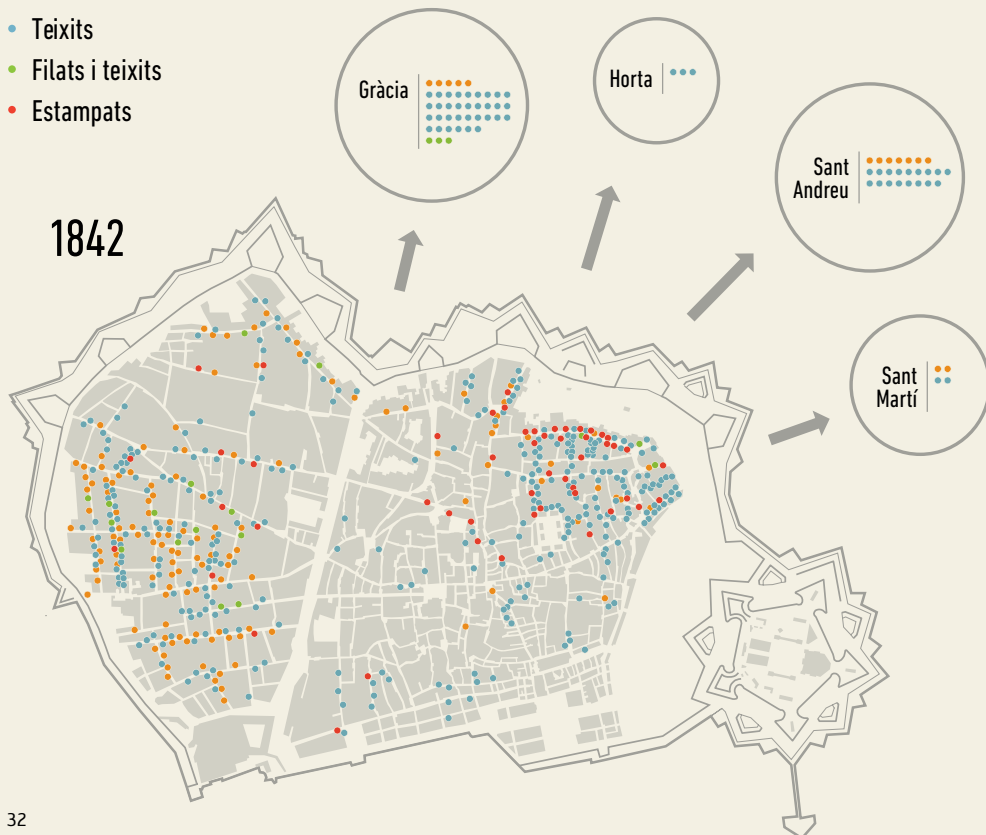 Teixits
Filats i teixits
Estampats
Gràcia
Horta
Sant
Andreu
1842
Sant
Martí
32